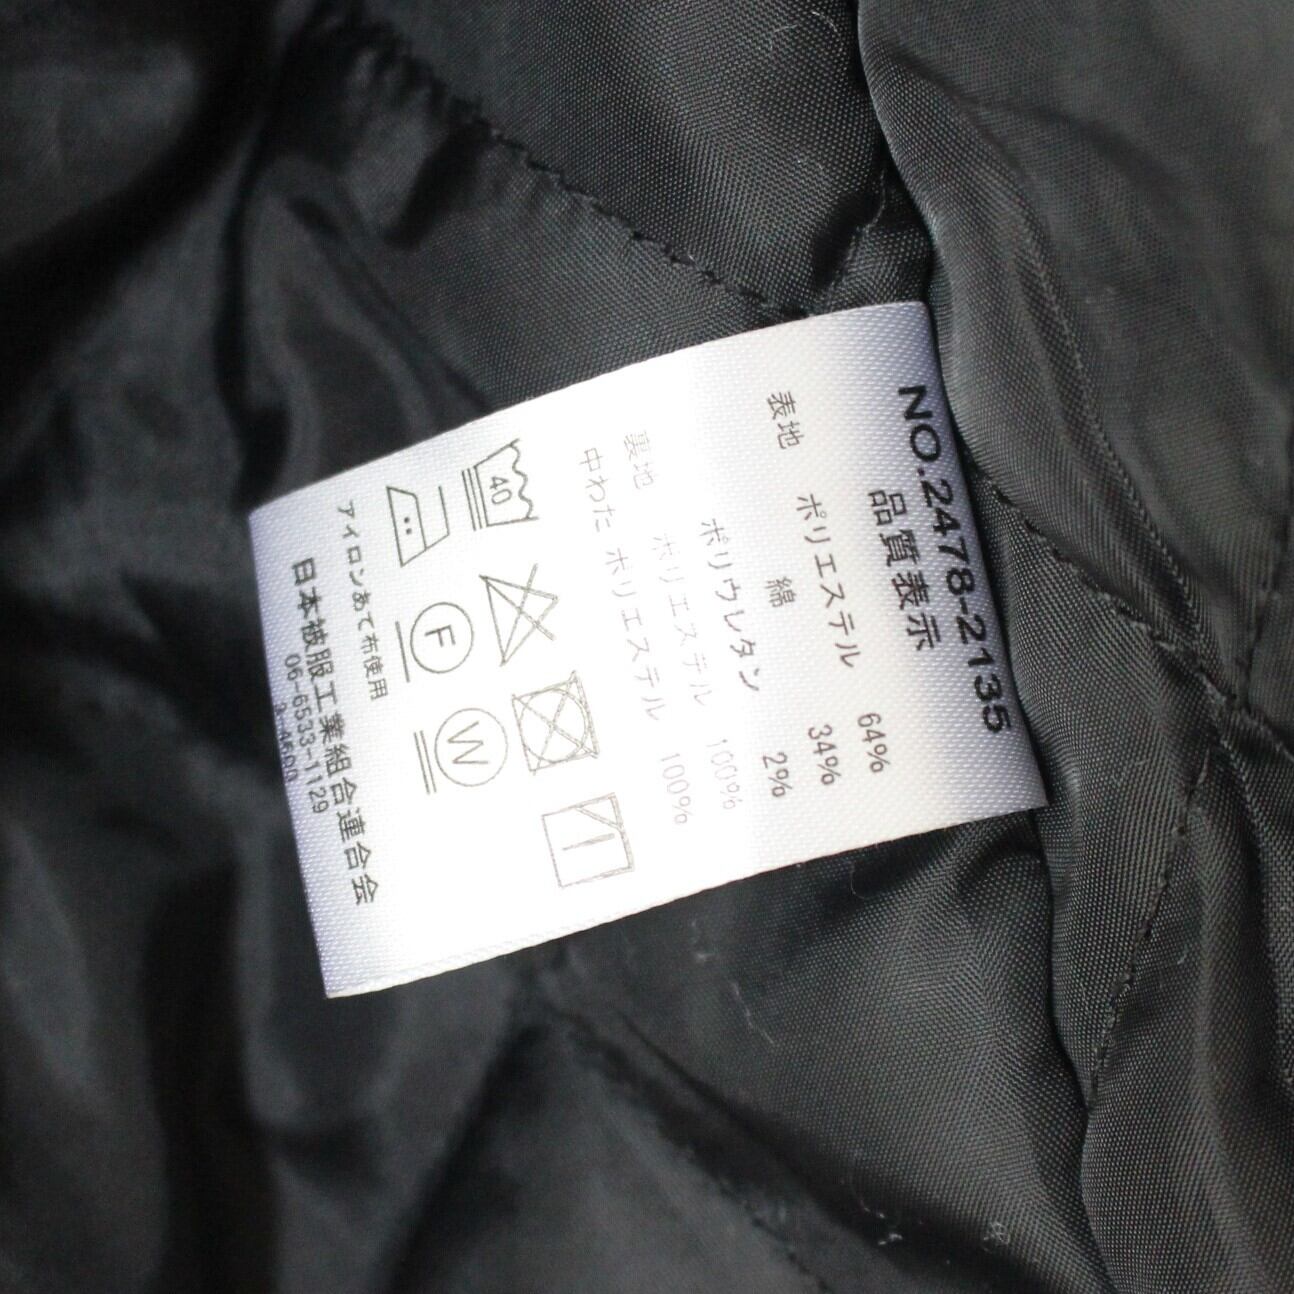 NO.2478-2135
品質表示
表地 ポリエステル 64%
綿 34%
ポリウレタン 2%
裏地 ポリエステル 100%
中わた ポリエステル 100%
40
F W
アイロンあて布使用
日本被服工業組合連合会
06-6533-1129